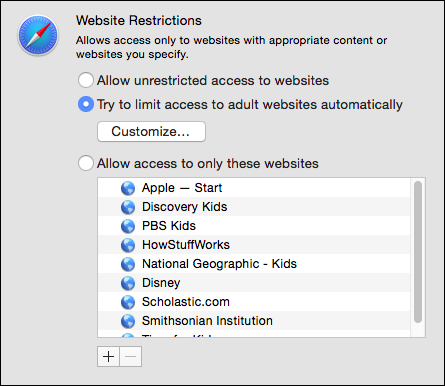 Website Restrictions
Allows access only to websites with appropriate content or
websites you specify.
Allow unrestricted access to websites
Try to limit access to adult websites automatically
Customize...
Allow access to only these websites
Apple — Start
Discovery Kids
PBS Kids
HowStuffWorks
National Geographic - Kids
Disney
Scholastic.com
Smithsonian Institution